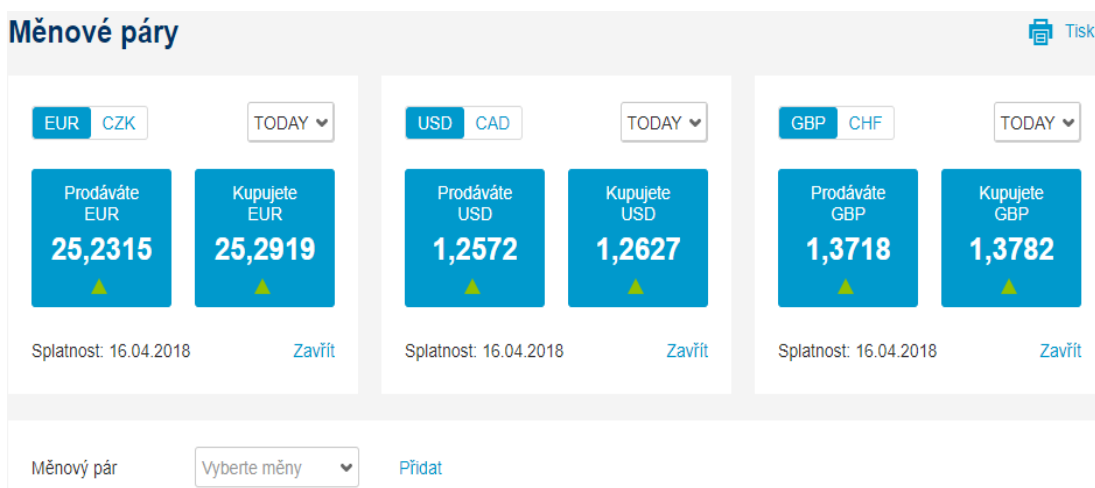 Měnové páry
Tisk
EUR CZK TODAY
Prodáváte
EUR
25,2315
Kupujete
EUR
25,2919
Splatnost: 16.04.2018 Zavřít
USD CAD TODAY
Prodáváte
USD
1,2572
Kupujete
USD
1,2627
Splatnost: 16.04.2018 Zavřít
GBP CHF TODAY
Prodáváte
GBP
1,3718
Kupujete
GBP
1,3782
Splatnost: 16.04.2018 Zavřít
Měnový pár Vyberte měny Přidat